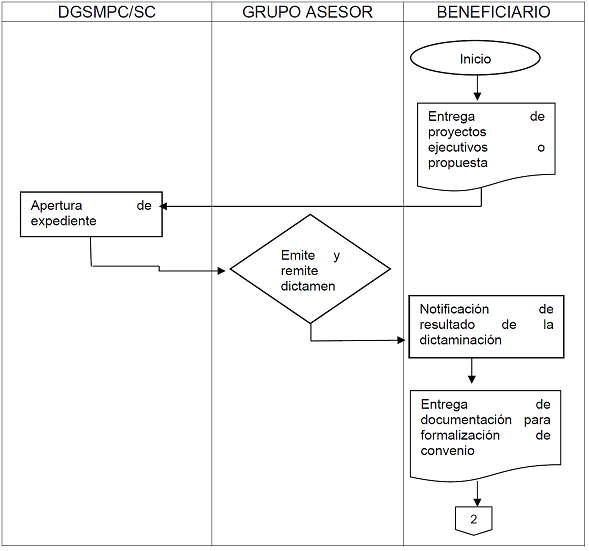 DGSMPC/SC
GRUPO ASESOR
BENEFICIARIO
Inicio
Entrega de
proyectos
ejecutivos o
propuesta
Apertura de
expediente
Emite y
remite
dictamen
Notificación de
resultado de la
dictaminación
Entrega de
documentación para
formalización de
convenio
2